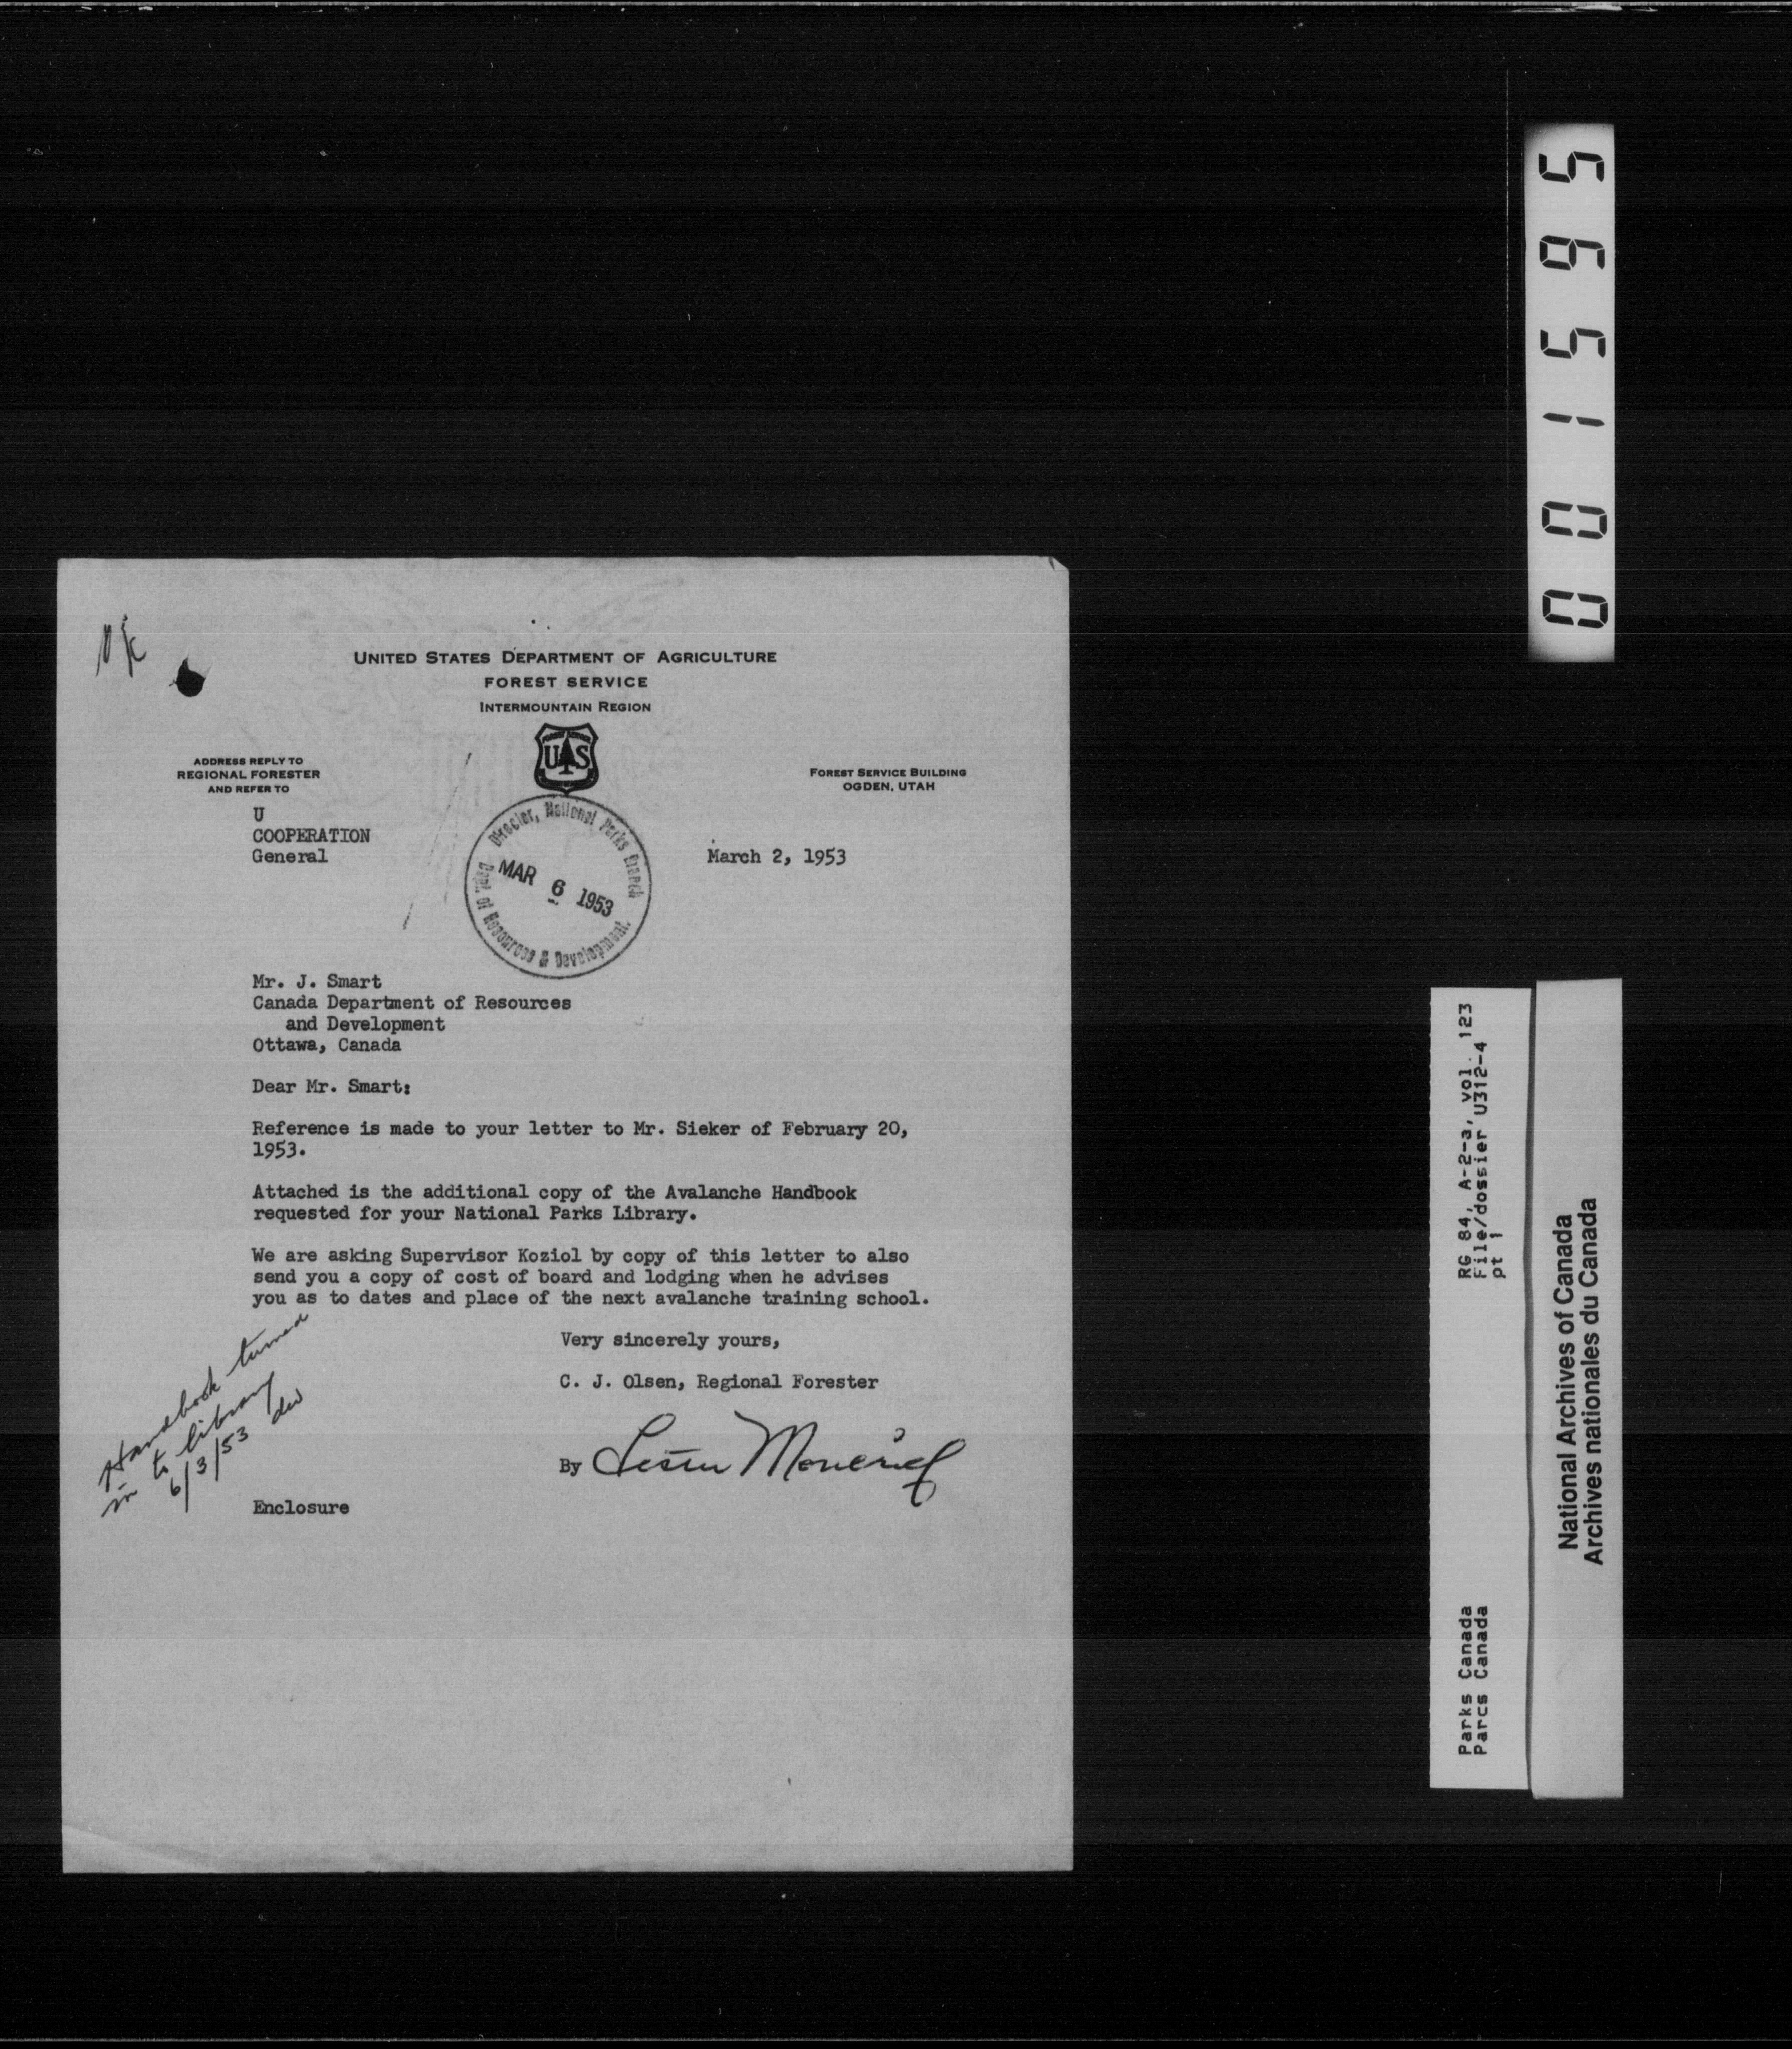 UNITED STATES DEPARTMENT OF AGRICULTURE
FOREST SERVICE
INTERMOUNTAIN REGION
FOREST SERVICE
U S
ADDRESS REPLY TO
REGIONAL FORESTER
AND REFER TO
FOREST SERVICE BUILDING
OGDEN, UTAH
U
COOPERATION
General
March 2, 1953
Director, National Parks Branch
MAR 6 1953
Dept. of Resources & Development.
Mr. J. Smart
Canada Department of Resources
and Development
Ottawa, Canada
Dear Mr. Smart:
Reference is made to your letter to Mr. Sieker of February 20,
1953.
Attached is the additional copy of the Avalanche Handbook
requested for your National Parks Library.
We are asking Supervisor Koziol by copy of this letter to also
send you a copy of cost of board and lodging when he advises
you as to dates and place of the next avalanche training school.
Very sincerely yours,
C. J. Olsen, Regional Forester
By Lester Moncrief
Handbook turned
in to library
6/3/53 dw
Enclosure
001595
RG 84, A-2-a, vol. 123
File/dossier U312-4
pt 1
Parks Canada
Parcs Canada
National Archives of Canada
Archives nationales du Canada